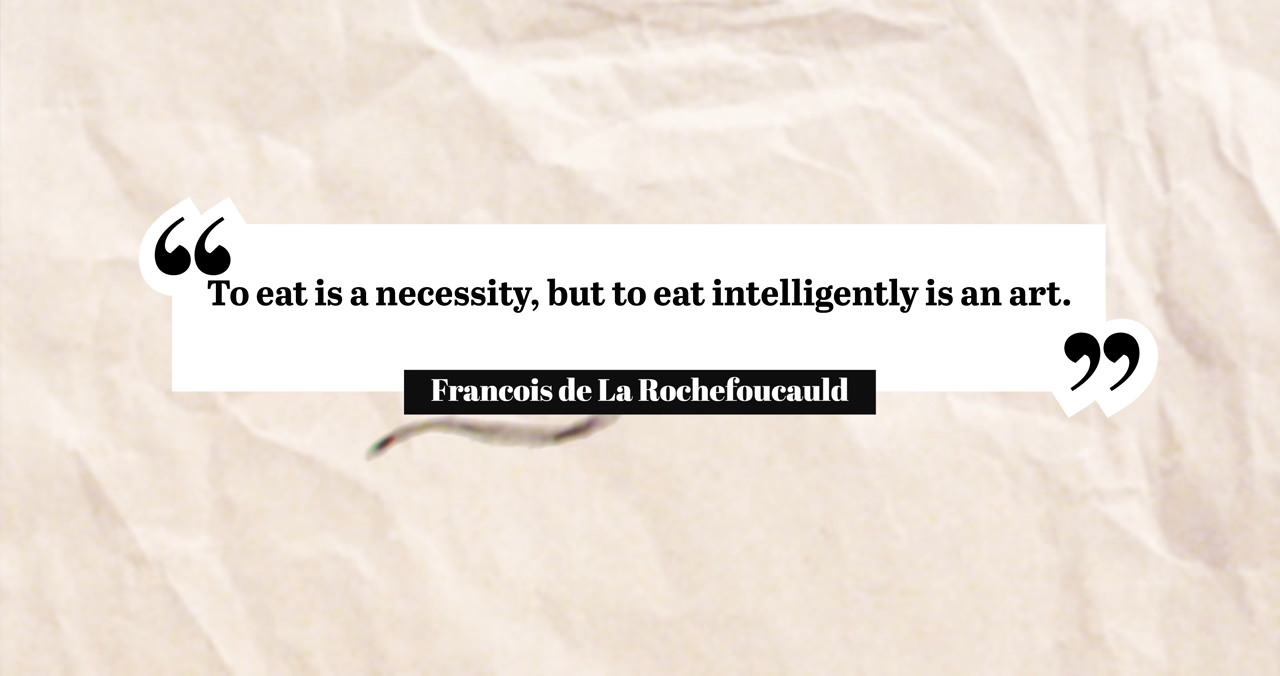 “To eat is a necessity, but to eat intelligently is an art.”
Francois de La Rochefoucauld